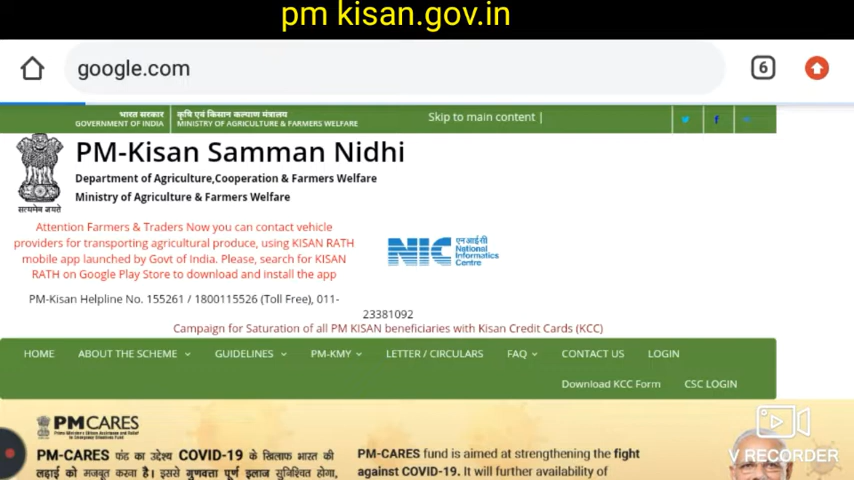 pm kisan.gov.in
google.com
6
भारत सरकार
GOVERNMENT OF INDIA
कृषि एवं किसान कल्याण मंत्रालय
MINISTRY OF AGRICULTURE & FARMERS WELFARE
Skip to main content |
सत्यमेव जयते
PM-Kisan Samman Nidhi
Department of Agriculture,Cooperation & Farmers Welfare
Ministry of Agriculture & Farmers Welfare
Attention Farmers & Traders Now you can contact vehicle
providers for transporting agricultural produce, using KISAN RATH
mobile app launched by Govt of India. Please, search for KISAN
RATH on Google Play Store to download and install the app
NIC
एनआईसी
National
Informatics
Centre
PM-Kisan Helpline No. 155261 / 1800115526 (Toll Free), 011-
23381092
Campaign for Saturation of all PM KISAN beneficiaries with Kisan Credit Cards (KCC)
HOME ABOUT THE SCHEME GUIDELINES PM-KMY LETTER / CIRCULARS FAQ CONTACT US LOGIN
Download KCC Form CSC LOGIN
PM CARES
PM-CARES फंड का उद्देश्य COVID-19 के खिलाफ भारत की
लड़ाई को मजबूत करना है। इससे गुणवत्ता पूर्ण इलाज सुनिश्चित होगा,
PM-CARES fund is aimed at strengthening the fight
against COVID-19. It will further availability of
V RECORDER